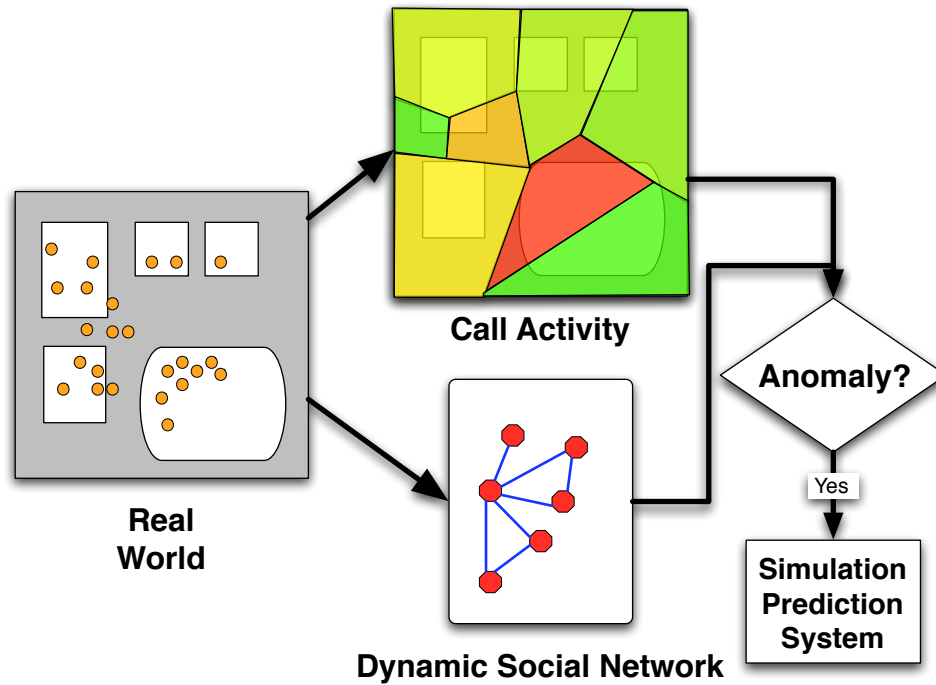 Call Activity
Anomaly?
Real
World
Yes
Simulation
Prediction
System
Dynamic Social Network